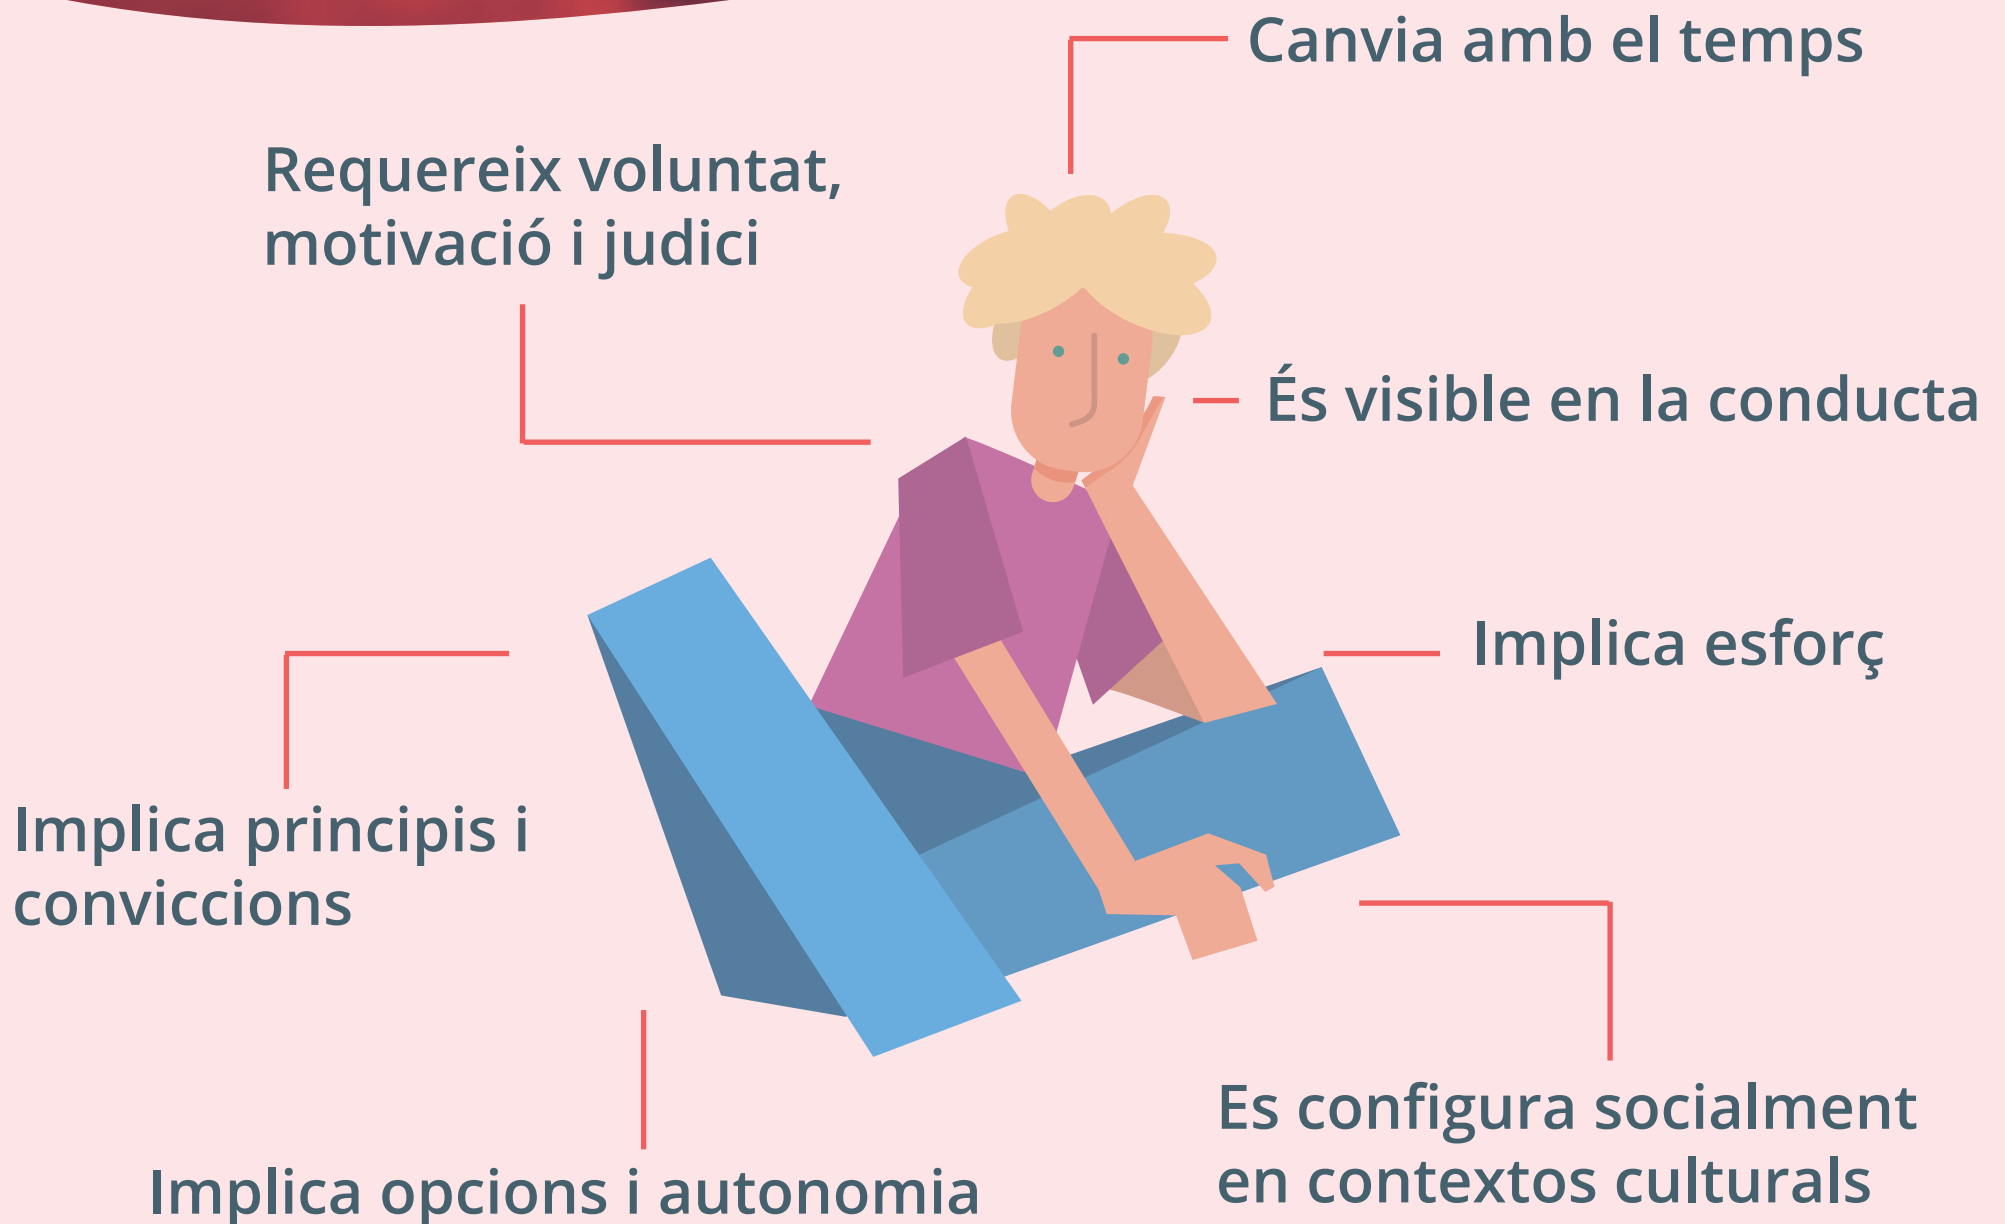 Canvia amb el temps
Requereix voluntat,
motivació i judici
És visible en la conducta
Implica esforç
Implica principis i
conviccions
Es configura socialment
en contextos culturals
Implica opcions i autonomia